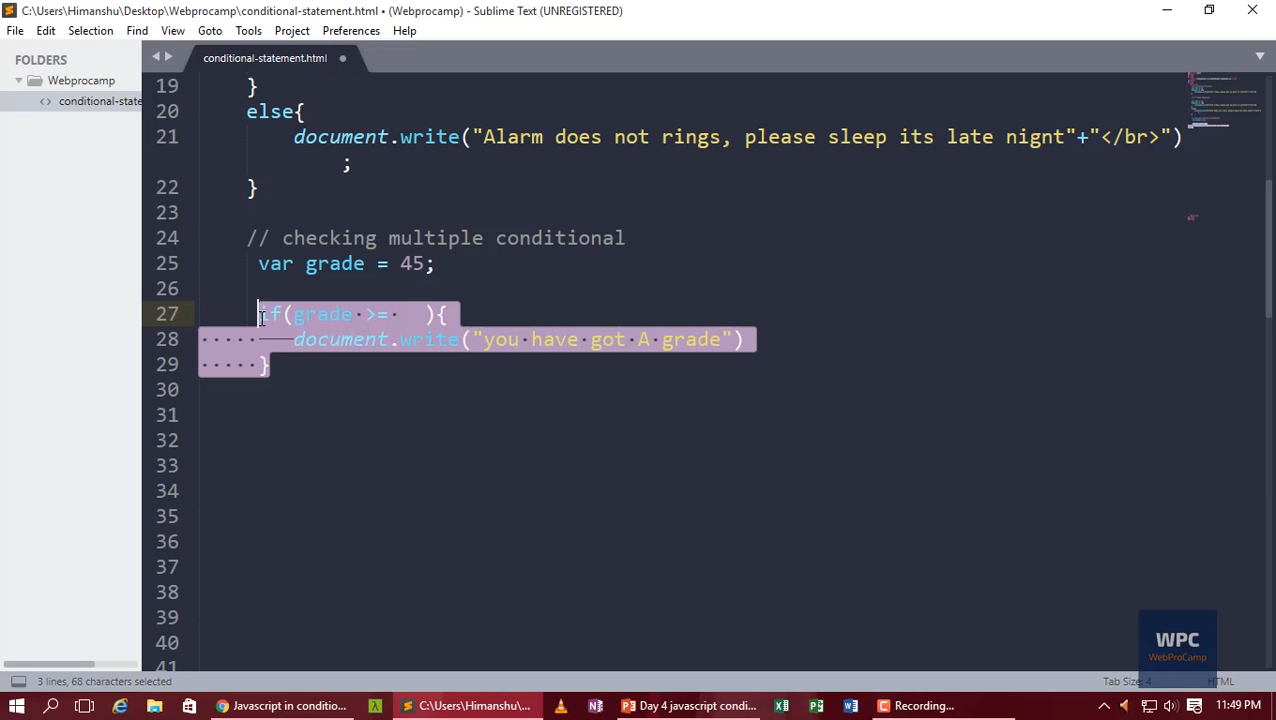 C:\Users\Himanshu\Desktop\Webprocamp\conditional-statement.html • (Webprocamp) - Sublime Text (UNREGISTERED)
File Edit Selection Find View Goto Tools Project Preferences Help
FOLDERS
Webprocamp
<> conditional-state
conditional-statement.html
19 }
20 else{
21 document.write("Alarm does not rings, please sleep its late nignt"+"</br>")
;
22 }
23
24 // checking multiple conditional
25 var grade = 45;
26
27 if(grade >= ){
28 document.write("you have got A grade")
29 }
30
31
32
33
34
35
36
37
38
39
40
41
WPC
WebProCamp
3 lines, 68 characters selected
Tab Size: 4
HTML
Javascript in conditio...
C:\Users\Himanshu\...
Day 4 javascript condi...
Recording...
11:49 PM